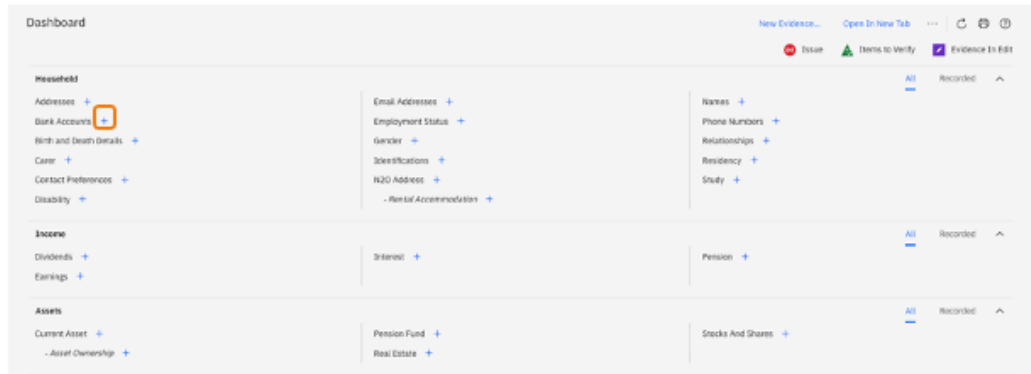 Dashboard
New Evidence... Open In New Tab ...
Issue Items to Verify Evidence In Edit
Household All Recorded
Addresses + Email Addresses + Names +
Bank Accounts + Employment Status + Phone Numbers +
Birth and Death Details + Gender + Relationships +
Carer + Identifications + Residency +
Contact Preferences + N2O Address + Study +
Disability + - Rental Accommodation +
Income All Recorded
Dividends + Interest + Pension +
Earnings +
Assets All Recorded
Current Asset + Pension Fund + Stocks And Shares +
- Asset Ownership + Real Estate +